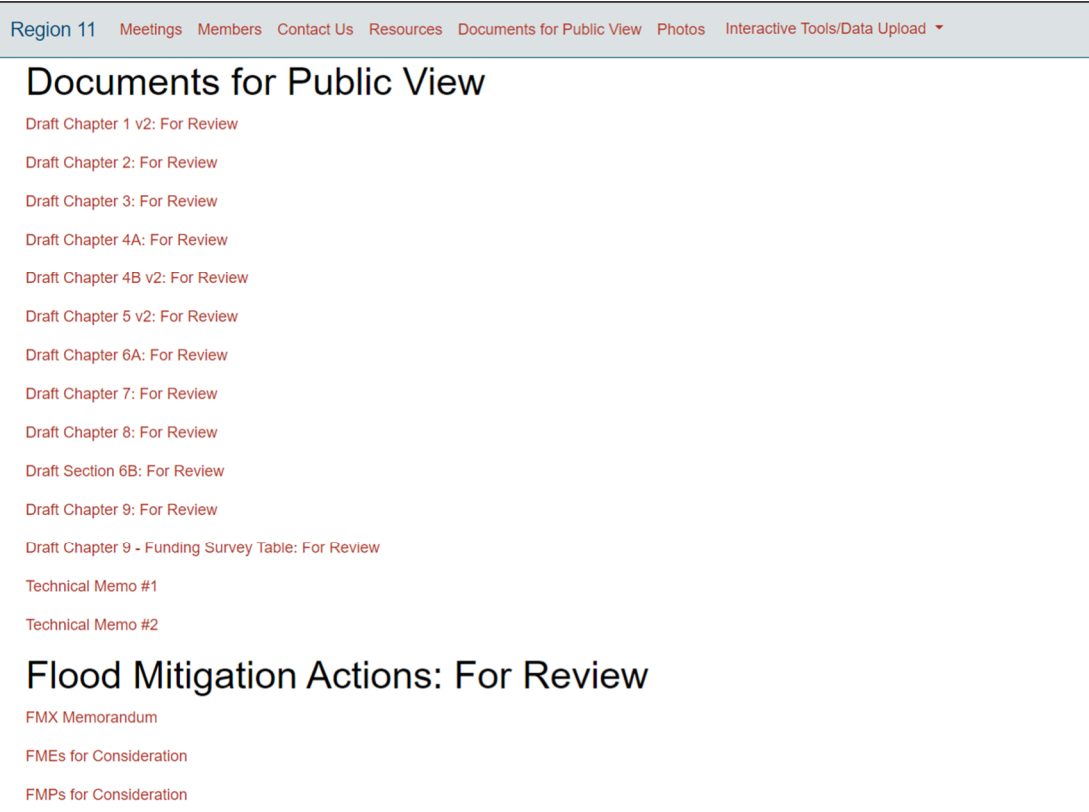 Region 11 Meetings Members Contact Us Resources Documents for Public View Photos Interactive Tools/Data Upload
Documents for Public View
Draft Chapter 1 v2: For Review
Draft Chapter 2: For Review
Draft Chapter 3: For Review
Draft Chapter 4A: For Review
Draft Chapter 4B v2: For Review
Draft Chapter 5 v2: For Review
Draft Chapter 6A: For Review
Draft Chapter 7: For Review
Draft Chapter 8: For Review
Draft Section 6B: For Review
Draft Chapter 9: For Review
Draft Chapter 9 - Funding Survey Table: For Review
Technical Memo #1
Technical Memo #2
Flood Mitigation Actions: For Review
FMX Memorandum
FMEs for Consideration
FMPs for Consideration